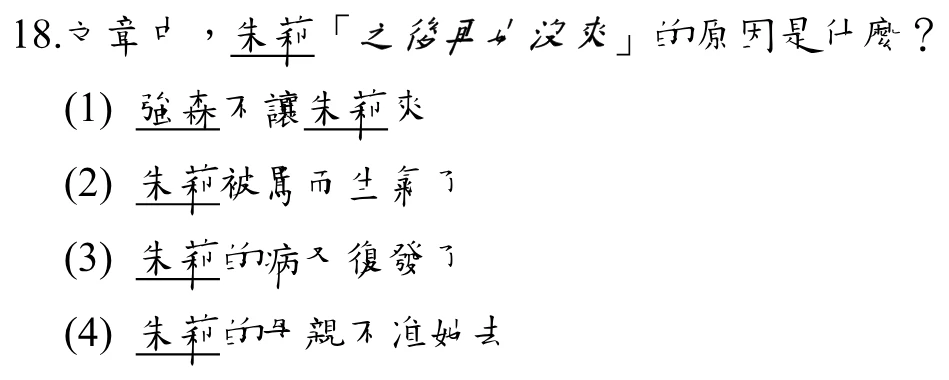 18.文章中，朱莉「之後再也沒來」的原因是什麼？
(1) 強森不讓朱莉來
(2) 朱莉被罵而生氣了
(3) 朱莉的病又復發了
(4) 朱莉的母親不准她去